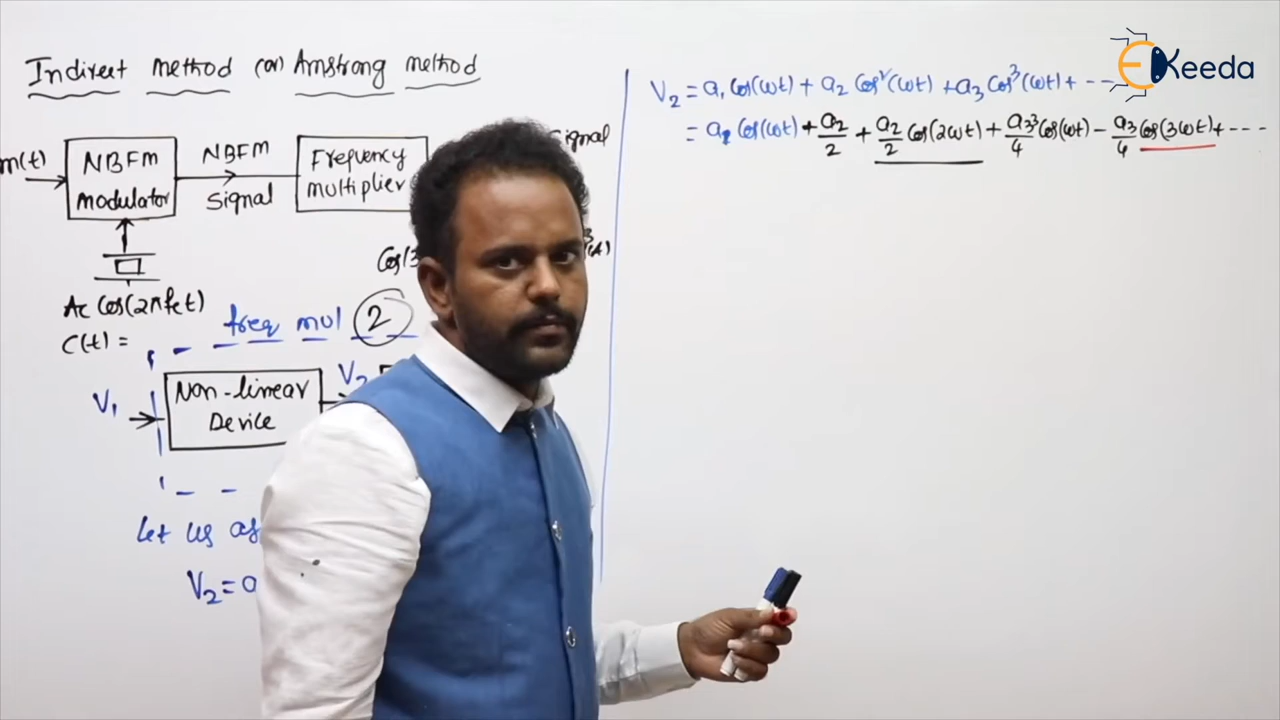 Indirect method (or) Amstrong method
m(t)
NBFM
modulator
NBFM
Signal
Frequency
multiplier
Signal
Ac Cos(2πfct)
C(t) =
freq mul 2
V1
Non-linear
Device
V2
Let us as
V2 = a
EKeeda
V2 = a1 Cos(ωt) + a2 Cos²(ωt) + a3 Cos³(ωt) + ---
= a1 Cos(ωt) + a2/2 + a2/2 Cos(2ωt) + a3 3/4 Cos(ωt) - a3/4 Cos(3ωt) + ----